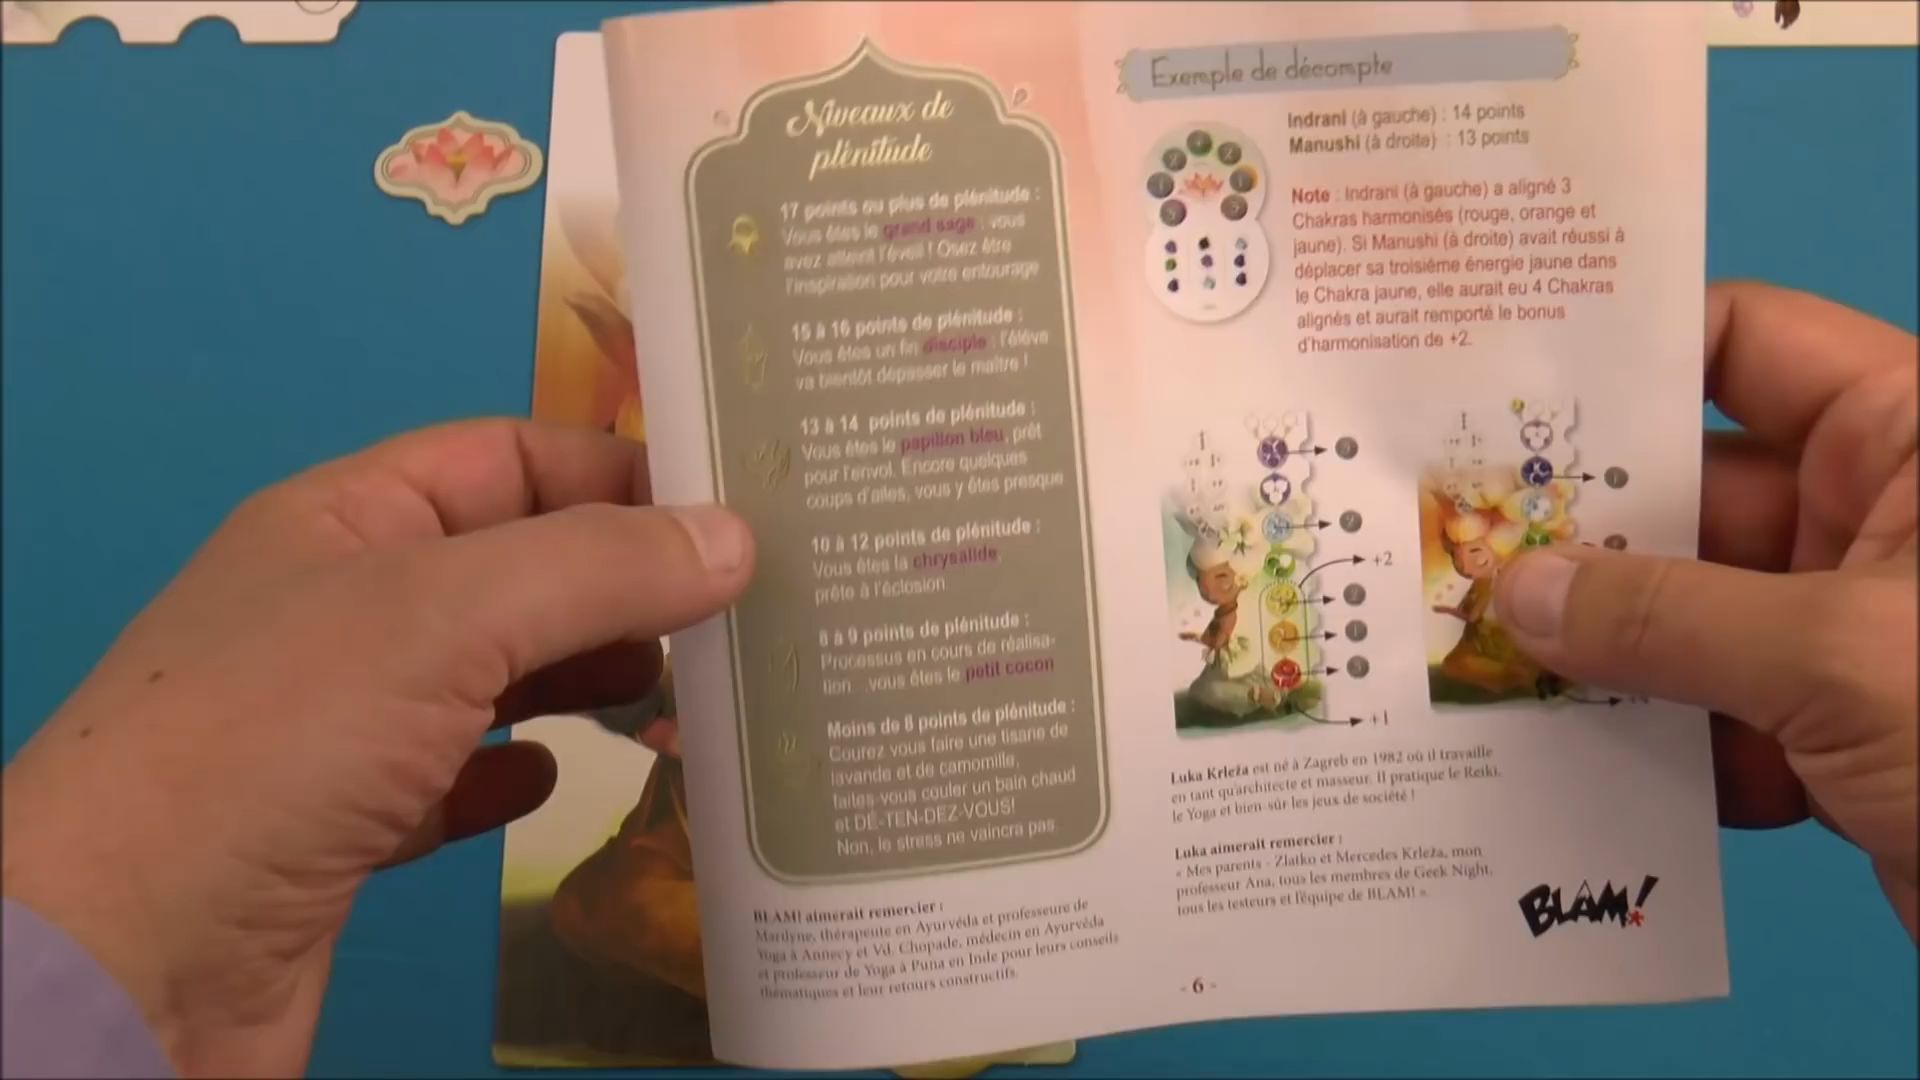 Niveaux de
plénitude
17 points ou plus de plénitude :
Vous êtes le grand sage : vous
avez atteint l'éveil ! Osez être
l'inspiration pour votre entourage
15 à 16 points de plénitude :
Vous êtes un fin disciple : l'élève
va bientôt dépasser le maître !
13 à 14 points de plénitude :
Vous êtes le papillon bleu, prêt
pour l'envol. Encore quelques
coups d'ailes, vous y êtes presque
10 à 12 points de plénitude :
Vous êtes la chrysalide
prête à l'éclosion
8 à 9 points de plénitude :
Processus en cours de réalisa-
tion ...vous êtes le petit cocon
Moins de 8 points de plénitude :
Courez vous faire une tisane de
lavande et de camomille,
faites-vous couler un bain chaud
et DÉ-TEN-DEZ-VOUS!
Non, le stress ne vaincra pas
BLAM! aimerait remercier :
Marilyne, thérapeute en Ayurvéda et professeure de
Yoga à Annecy et Vd. Chopade, médecin en Ayurvéda
et professeur de Yoga à Puna en Inde pour leurs conseils
thématiques et leur retours constructifs.
Exemple de décompte
Indrani (à gauche) : 14 points
Manushi (à droite) : 13 points
Note : Indrani (à gauche) a aligné 3
Chakras harmonisés (rouge, orange et
jaune). Si Manushi (à droite) avait réussi à
déplacer sa troisième énergie jaune dans
le Chakra jaune, elle aurait eu 4 Chakras
alignés et aurait remporté le bonus
d'harmonisation de +2.
+2
+1
Luka Krleža est né à Zagreb en 1982 où il travaille
en tant qu'architecte et masseur. Il pratique le Reiki,
le Yoga et bien-sûr les jeux de société !
Luka aimerait remercier :
« Mes parents - Zlatko et Mercedes Krleža, mon
professeur Ana, tous les membres de Geek Night,
tous les testeurs et l'équipe de BLAM! ».
BLAM!
- 6 -